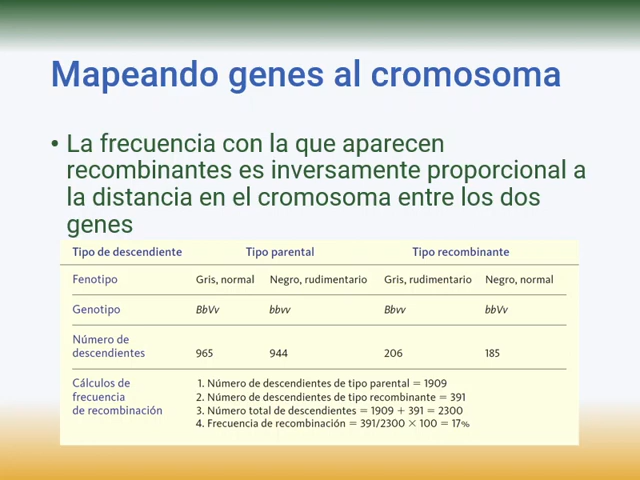 Mapeando genes al cromosoma
• La frecuencia con la que aparecen
recombinantes es inversamente proporcional a
la distancia en el cromosoma entre los dos
genes
Tipo de descendiente Tipo parental Tipo recombinante
Fenotipo Gris, normal Negro, rudimentario Gris, rudimentario Negro, normal
Genotipo BbVv bbvv Bbvv bbVv
Número de
descendientes 965 944 206 185
Cálculos de 1. Número de descendientes de tipo parental = 1909
frecuencia 2. Número de descendientes de tipo recombinante = 391
de recombinación 3. Número total de descendientes = 1909 + 391 = 2300
4. Frecuencia de recombinación = 391/2300 × 100 = 17%